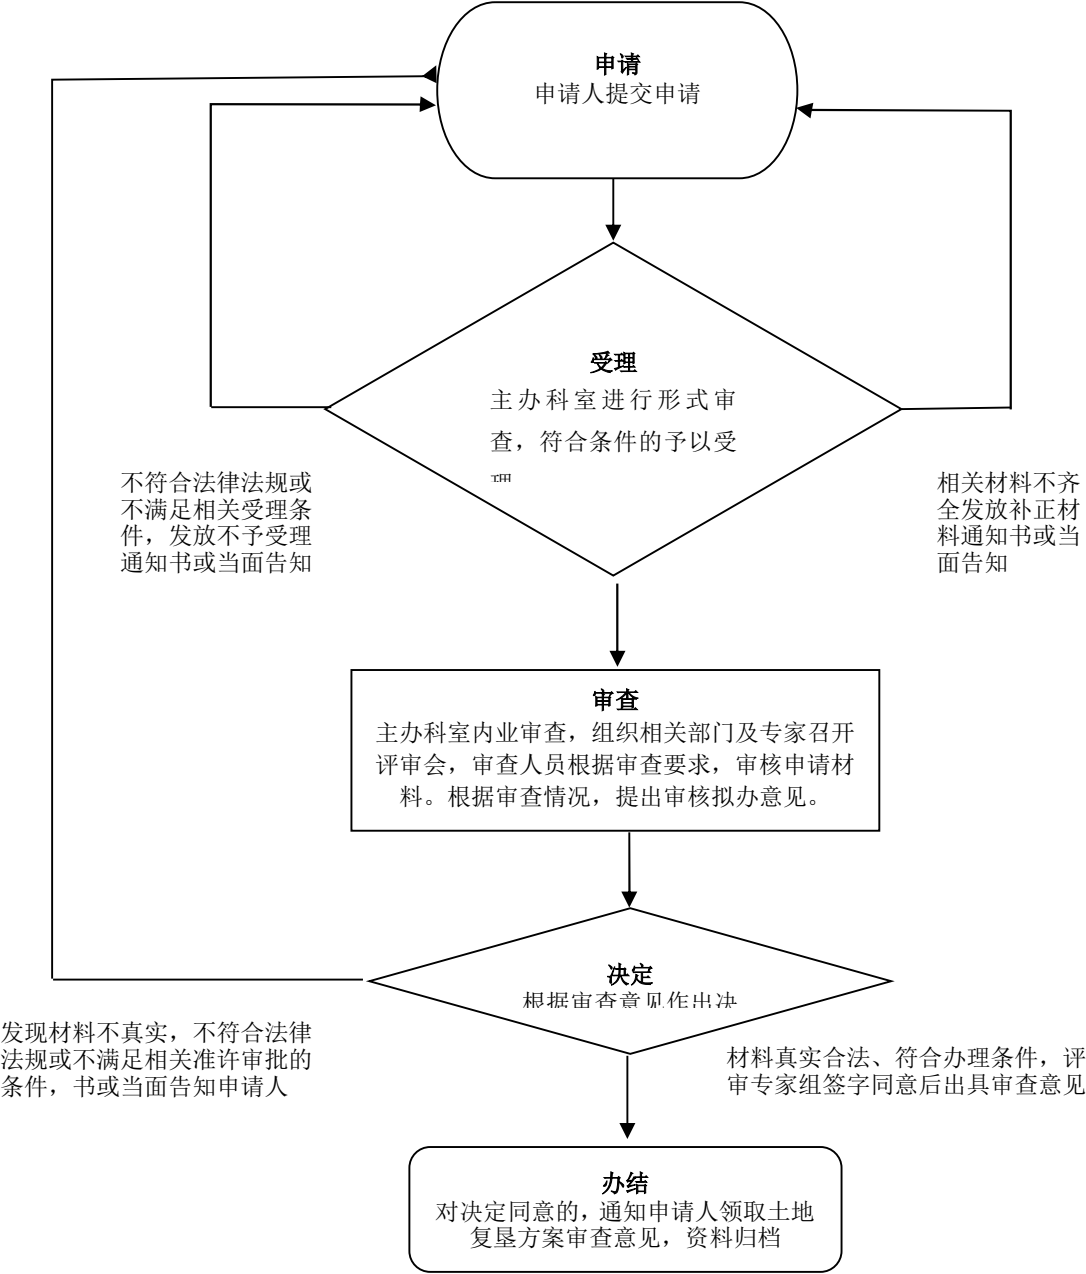 申请
申请人提交申请
受理
主办科室进行形式审
查，符合条件的予以受
理
不符合法律法规或
不满足相关受理条
件，发放不予受理
通知书或当面告知
相关材料不齐
全发放补正材
料通知书或当
面告知
审查
主办科室内业审查，组织相关部门及专家召开
评审会，审查人员根据审查要求，审核申请材
料。根据审查情况，提出审核拟办意见。
决定
根据审查意见作出决
发现材料不真实，不符合法律
法规或不满足相关准许审批的
条件，书或当面告知申请人
材料真实合法、符合办理条件，评
审专家组签字同意后出具审查意见
办结
对决定同意的，通知申请人领取土地
复垦方案审查意见，资料归档